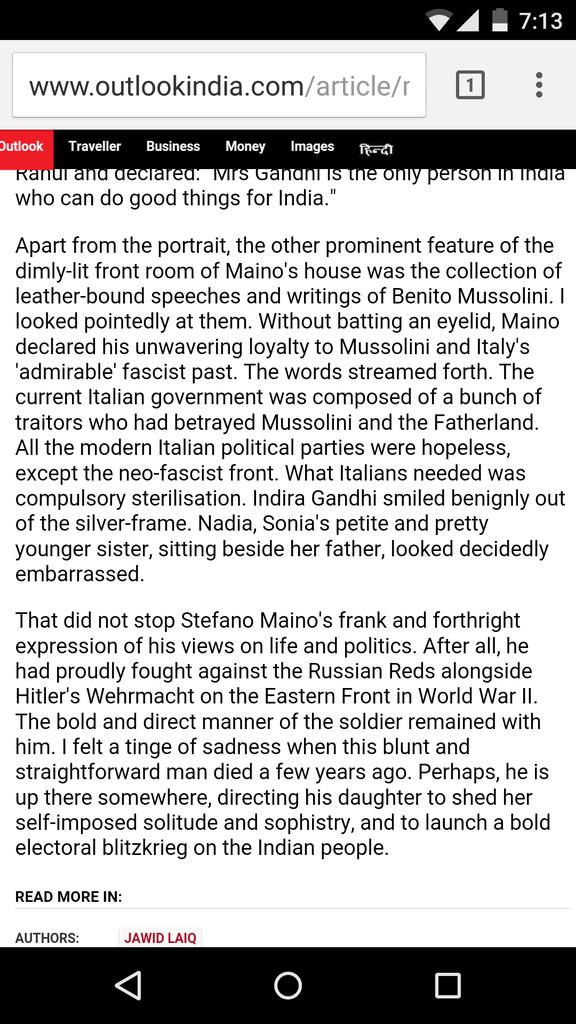 7:13
www.outlookindia.com/article/r
1
Outlook Traveller Business Money Images हिन्दी
Rahul and declared: "Mrs Gandhi is the only person in India
who can do good things for India."
Apart from the portrait, the other prominent feature of the
dimly-lit front room of Maino's house was the collection of
leather-bound speeches and writings of Benito Mussolini. I
looked pointedly at them. Without batting an eyelid, Maino
declared his unwavering loyalty to Mussolini and Italy's
'admirable' fascist past. The words streamed forth. The
current Italian government was composed of a bunch of
traitors who had betrayed Mussolini and the Fatherland.
All the modern Italian political parties were hopeless,
except the neo-fascist front. What Italians needed was
compulsory sterilisation. Indira Gandhi smiled benignly out
of the silver-frame. Nadia, Sonia's petite and pretty
younger sister, sitting beside her father, looked decidedly
embarrassed.
That did not stop Stefano Maino's frank and forthright
expression of his views on life and politics. After all, he
had proudly fought against the Russian Reds alongside
Hitler's Wehrmacht on the Eastern Front in World War II.
The bold and direct manner of the soldier remained with
him. I felt a tinge of sadness when this blunt and
straightforward man died a few years ago. Perhaps, he is
up there somewhere, directing his daughter to shed her
self-imposed solitude and sophistry, and to launch a bold
electoral blitzkrieg on the Indian people.
READ MORE IN:
AUTHORS: JAWID LAIQ